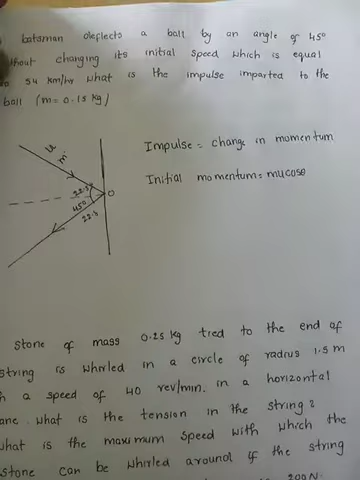 batsman deflects a ball by an angle of 45°
without changing its initial speed which is equal
to 54 km/hr what is the impulse imparted to the
ball (m = 0.15 kg)
Impulse = change in momentum
Initial momentum = mucosθ
u
m
22.5
O
45°
22.5
stone of mass 0.25 kg tied to the end of
string is whirled in a circle of radius 1.5 m
h a speed of 40 rev/min. in a horizontal
ane. what is the tension in the string?
what is the maximum speed with which the
stone can be whirled around if the string
200N